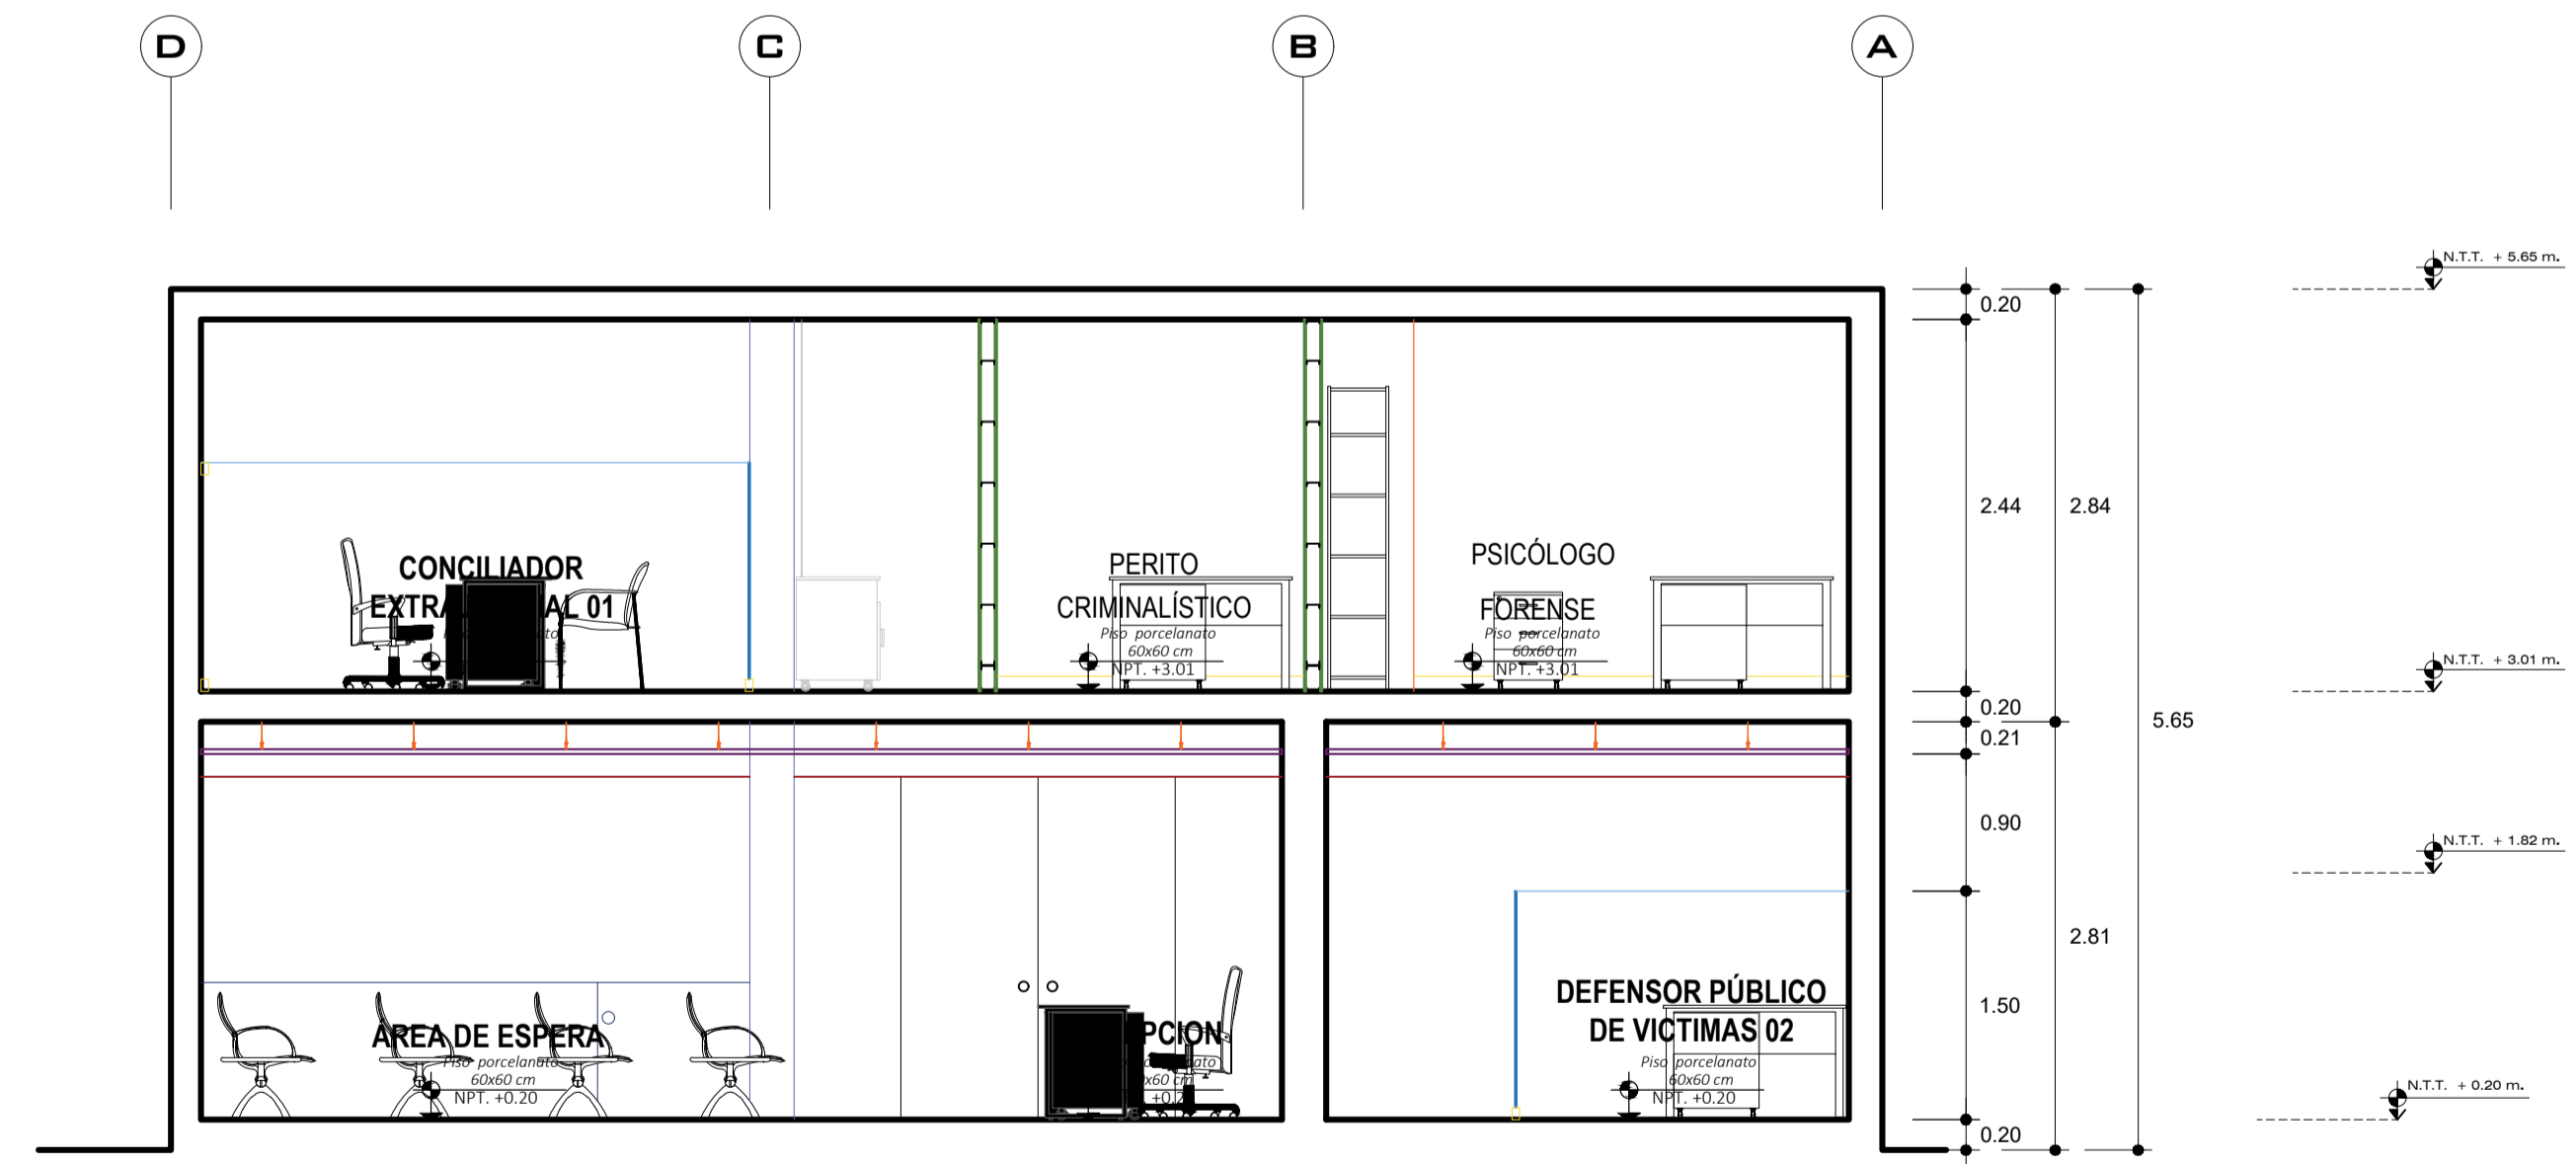 D
C
B
A
N.T.T. + 5.65 m.
0.20
2.44
2.84
CONCILIADOR
01
PERITO
CRIMINALÍSTICO
Piso porcelanato
60x60 cm
NPT. +3.01
PSICÓLOGO
FORENSE
Piso porcelanato
60x60 cm
NPT. +3.01
N.T.T. + 3.01 m.
0.20
0.21
5.65
0.90
N.T.T. + 1.82 m.
2.81
1.50
AREA DE ESPERA
Piso porcelanato
60x60 cm
NPT. +0.20
DEFENSOR PÚBLICO
DE VICTIMAS 02
Piso porcelanato
60x60 cm
NPT. +0.20
N.T.T. + 0.20 m.
0.20